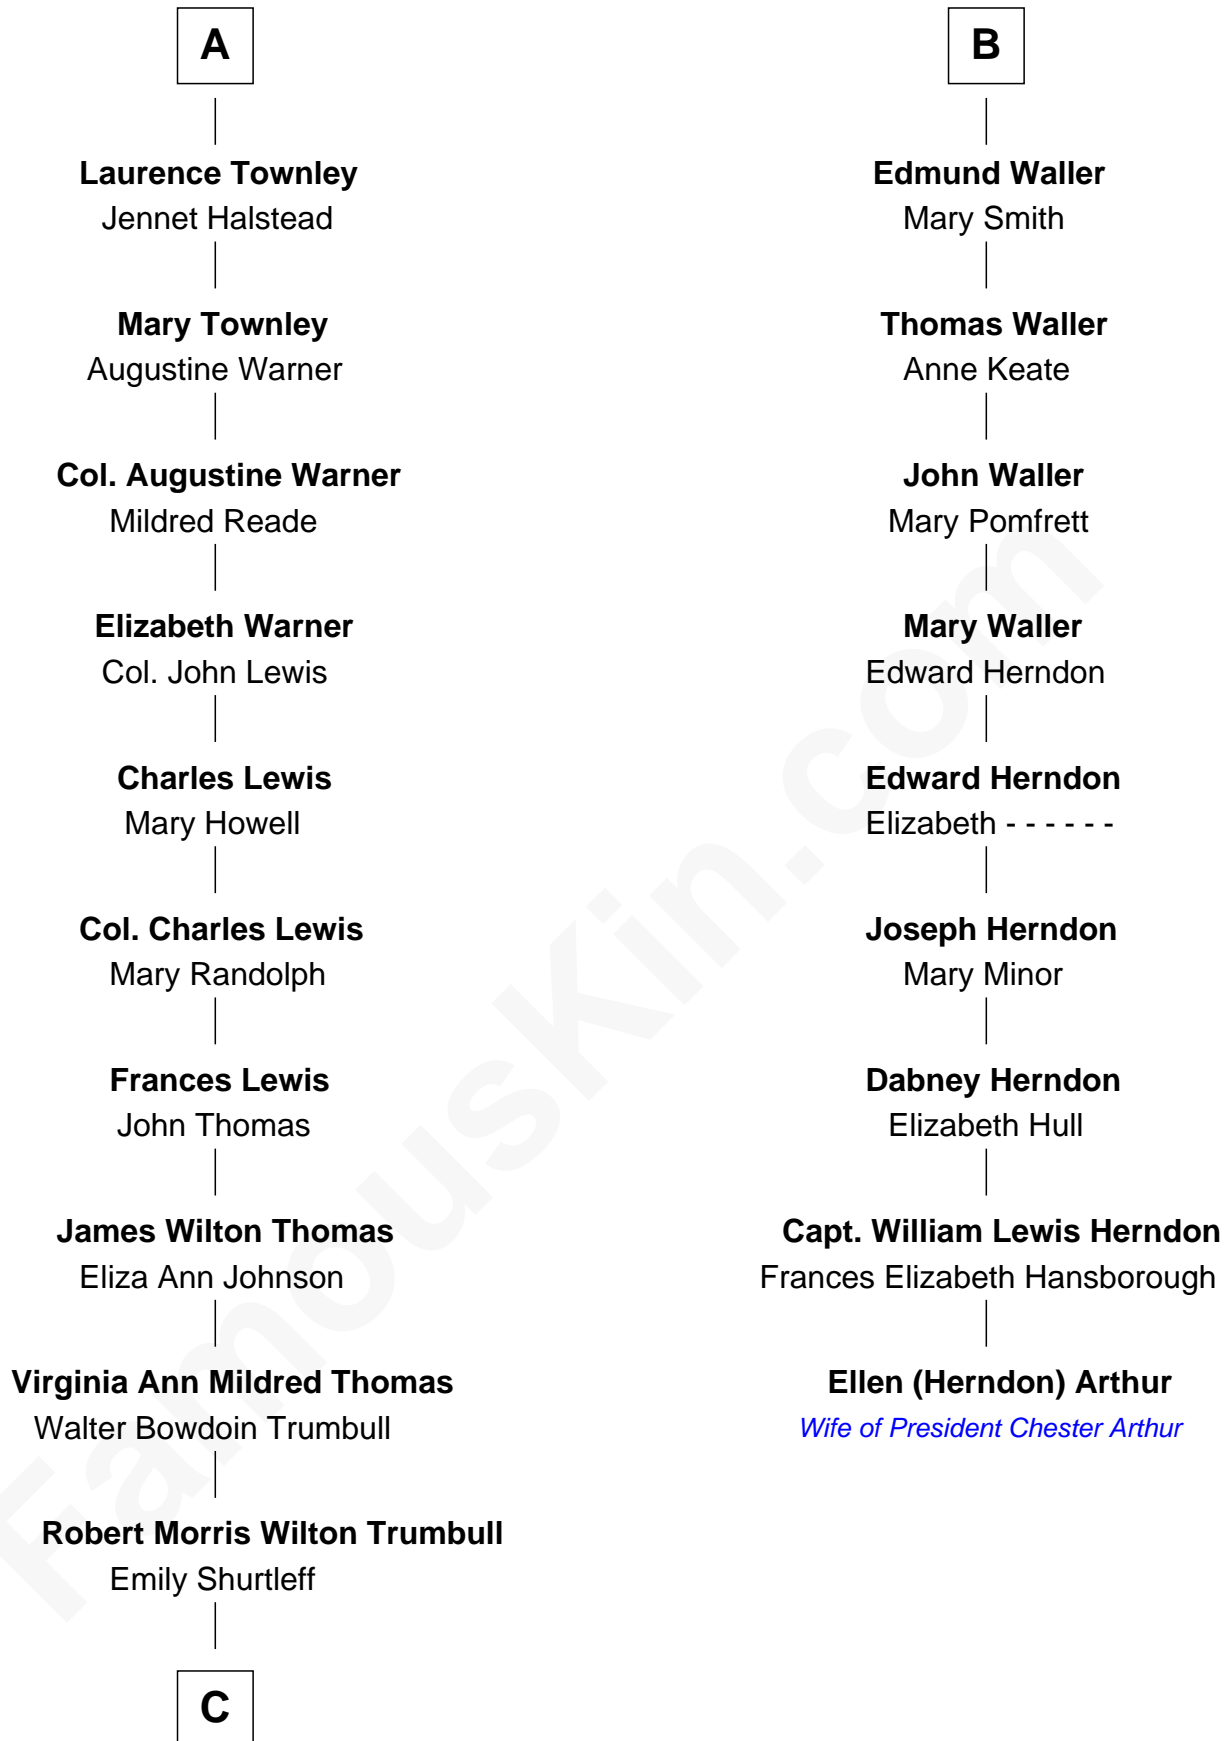 A
Laurence Townley
Jennet Halstead
Mary Townley
Augustine Warner
Col. Augustine Warner
Mildred Reade
Elizabeth Warner
Col. John Lewis
Charles Lewis
Mary Howell
Col. Charles Lewis
Mary Randolph
Frances Lewis
John Thomas
James Wilton Thomas
Eliza Ann Johnson
Virginia Ann Mildred Thomas
Walter Bowdoin Trumbull
Robert Morris Wilton Trumbull
Emily Shurtleff
C
B
Edmund Waller
Mary Smith
Thomas Waller
Anne Keate
John Waller
Mary Pomfrett
Mary Waller
Edward Herndon
Edward Herndon
Elizabeth - - - - - -
Joseph Herndon
Mary Minor
Dabney Herndon
Elizabeth Hull
Capt. William Lewis Herndon
Frances Elizabeth Hansborough
Ellen (Herndon) Arthur
Wife of President Chester Arthur
FamousKin.com